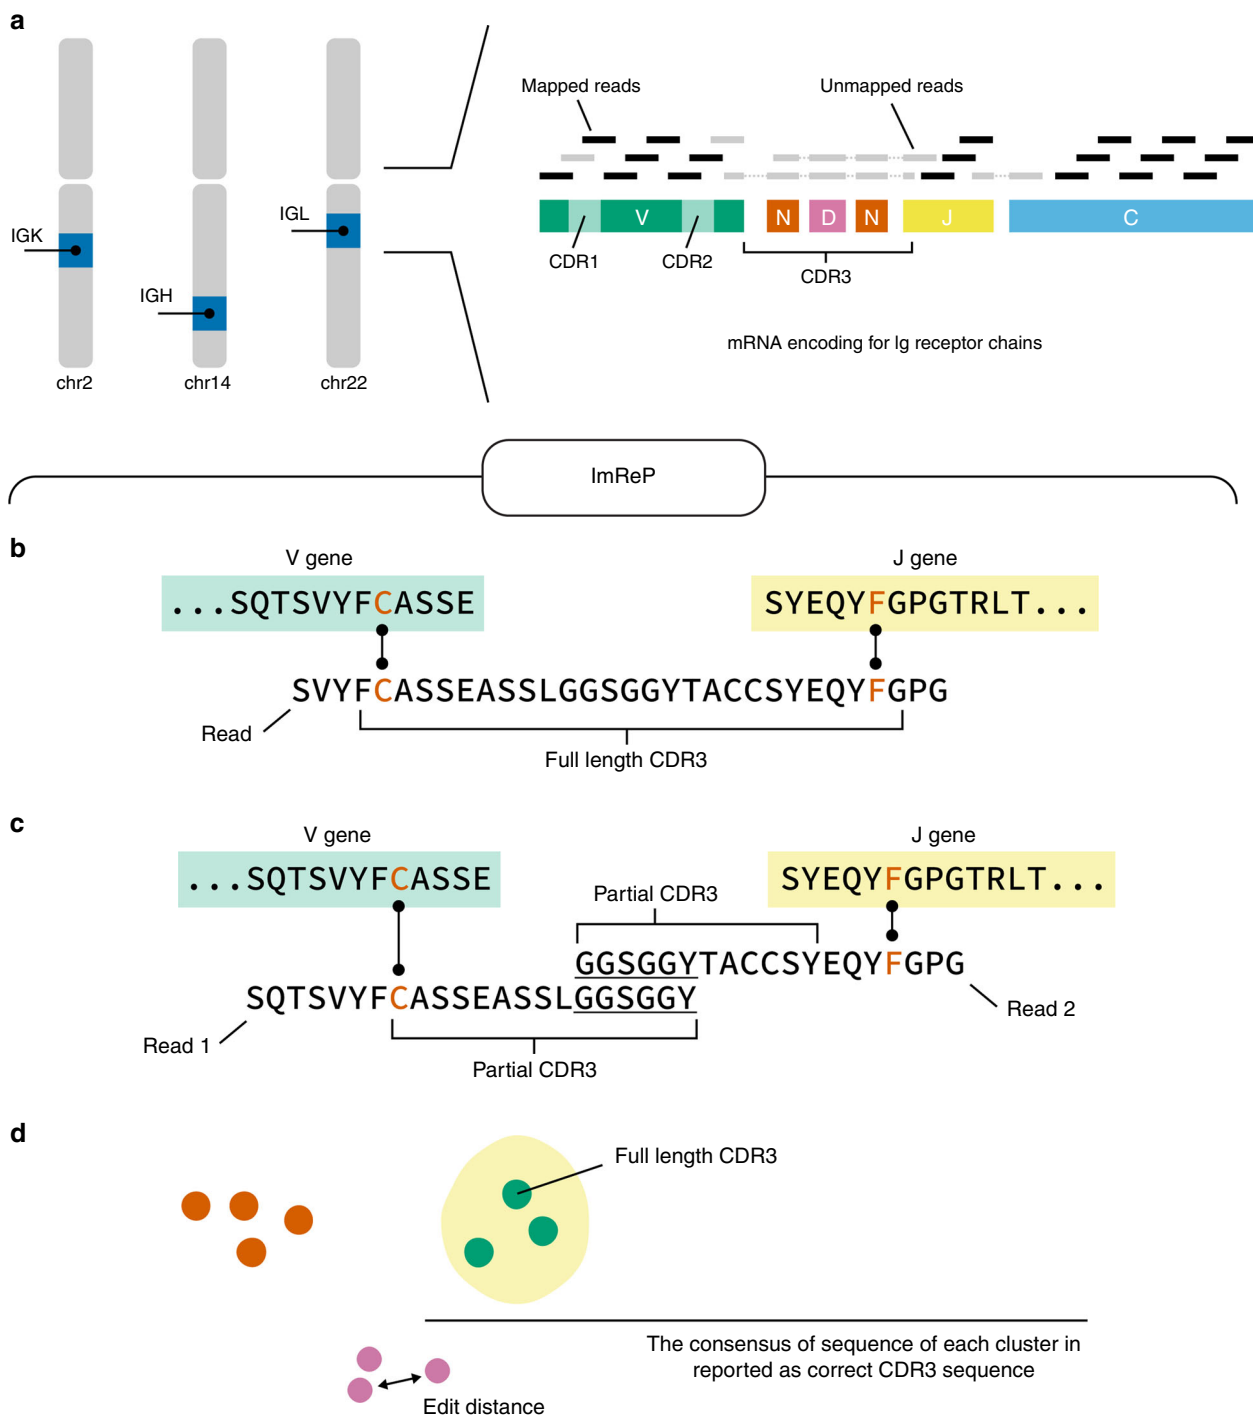 a
Mapped reads
Unmapped reads
IGK
IGH
IGL
V
N
D
N
J
C
CDR1
CDR2
CDR3
chr2
chr14
chr22
mRNA encoding for Ig receptor chains
ImReP
b
V gene
J gene
...SQTSVYFCASSE
SYEQYFGPGTRLT...
SVYFCASSEASSLGGSGGYTACCSYEQYFGPG
Read
Full length CDR3
c
V gene
J gene
...SQTSVYFCASSE
SYEQYFGPGTRLT...
Partial CDR3
GGSGGYTACCSYEQYFGPG
SQTSVYFCASSEASSLGGSGGY
Read 2
Read 1
Partial CDR3
d
Full length CDR3
The consensus of sequence of each cluster in
reported as correct CDR3 sequence
Edit distance